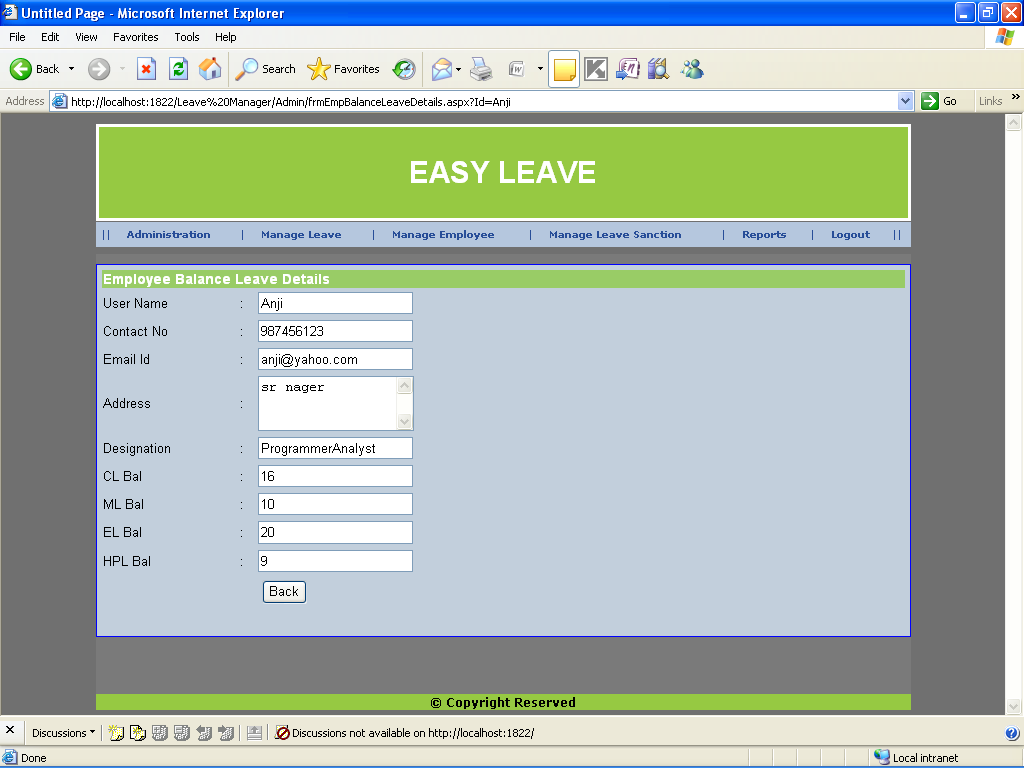 Untitled Page - Microsoft Internet Explorer
File Edit View Favorites Tools Help
Back Search Favorites
Address http://localhost:1822/Leave%20Manager/Admin/frmEmpBalanceLeaveDetails.aspx?Id=Anji Go Links »
EASY LEAVE
|| Administration | Manage Leave | Manage Employee | Manage Leave Sanction | Reports | Logout ||
Employee Balance Leave Details
User Name : Anji
Contact No : 987456123
Email Id : anji@yahoo.com
Address : sr nager
Designation : ProgrammerAnalyst
CL Bal : 16
ML Bal : 10
EL Bal : 20
HPL Bal : 9
Back
© Copyright Reserved
Discussions Discussions not available on http://localhost:1822/
Done Local intranet